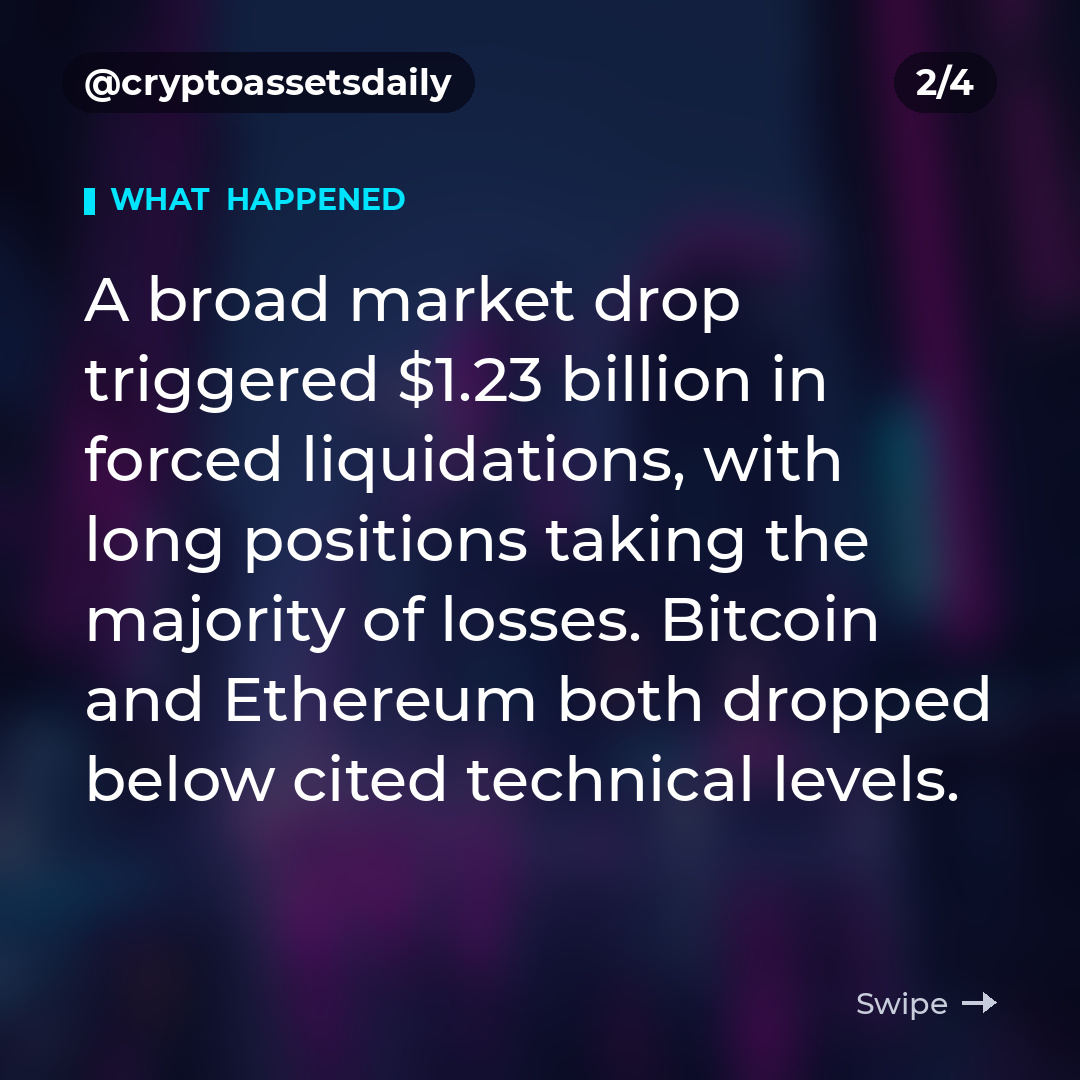 @cryptoassetsdaily
2/4
WHAT HAPPENED
A broad market drop
triggered $1.23 billion in
forced liquidations, with
long positions taking the
majority of losses. Bitcoin
and Ethereum both dropped
below cited technical levels.
Swipe